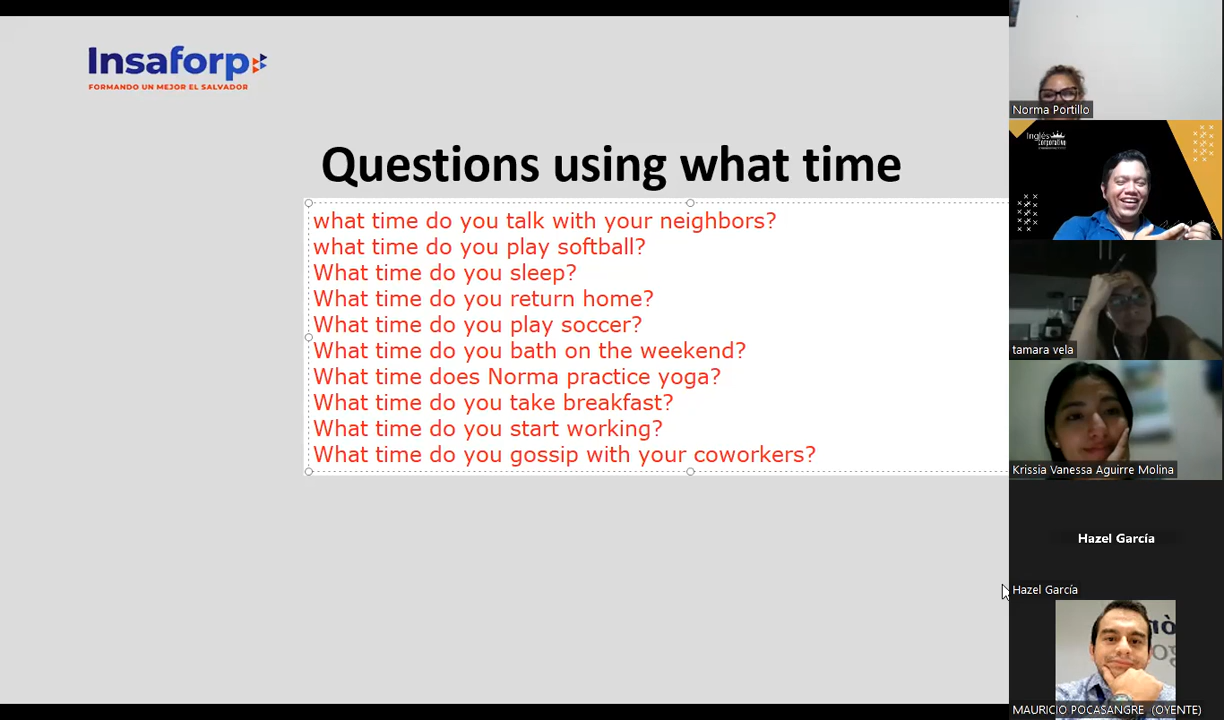 Insaforp
FORMANDO UN MEJOR EL SALVADOR
Questions using what time
what time do you talk with your neighbors?
what time do you play softball?
What time do you sleep?
What time do you return home?
What time do you play soccer?
What time do you bath on the weekend?
What time does Norma practice yoga?
What time do you take breakfast?
What time do you start working?
What time do you gossip with your coworkers?
Norma Portillo
Inglés
Corporativo
tamara vela
Krissia Vanessa Aguirre Molina
Hazel García
Hazel García
MAURICIO POCASANGRE (OYENTE)